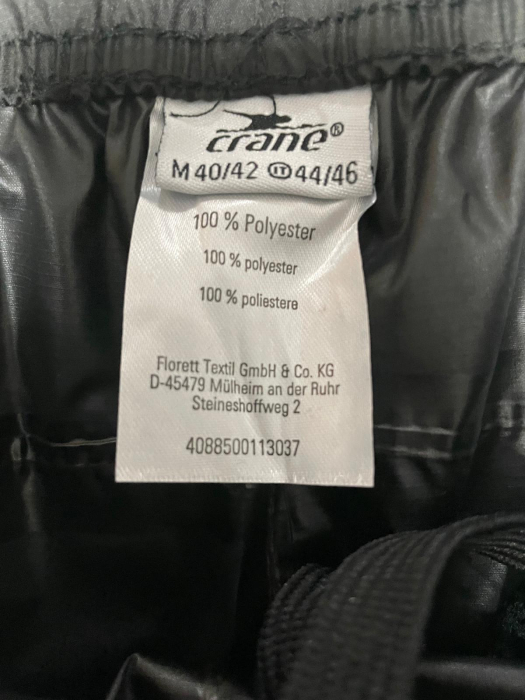 crane®
M 40/42 IT 44/46
100 % Polyester
100 % polyester
100 % poliestere
Florett Textil GmbH & Co. KG
D-45479 Mülheim an der Ruhr
Steineshoffweg 2
4088500113037